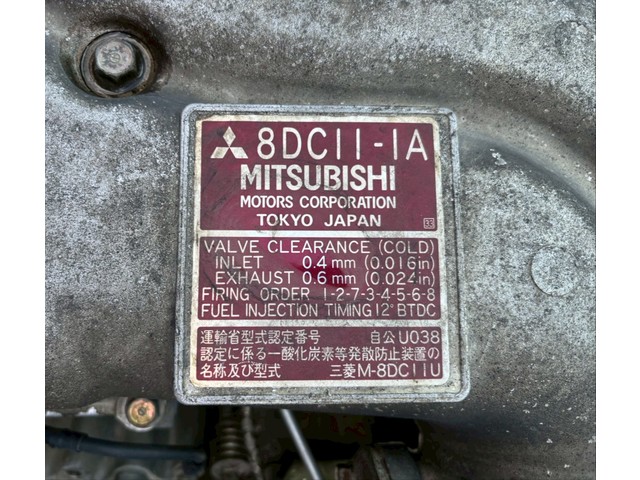 8DC11-1A
MITSUBISHI
MOTORS CORPORATION
TOKYO JAPAN
33
VALVE CLEARANCE (COLD)
INLET 0.4 mm (0.016in)
EXHAUST 0.6 mm (0.024in)
FIRING ORDER 1-2-7-3-4-5-6-8
FUEL INJECTION TIMING 12° BTDC
運輸省型式認定番号 自公U038
認定に係る一酸化炭素等発散防止装置の
名称及び型式 三菱M-8DC11U